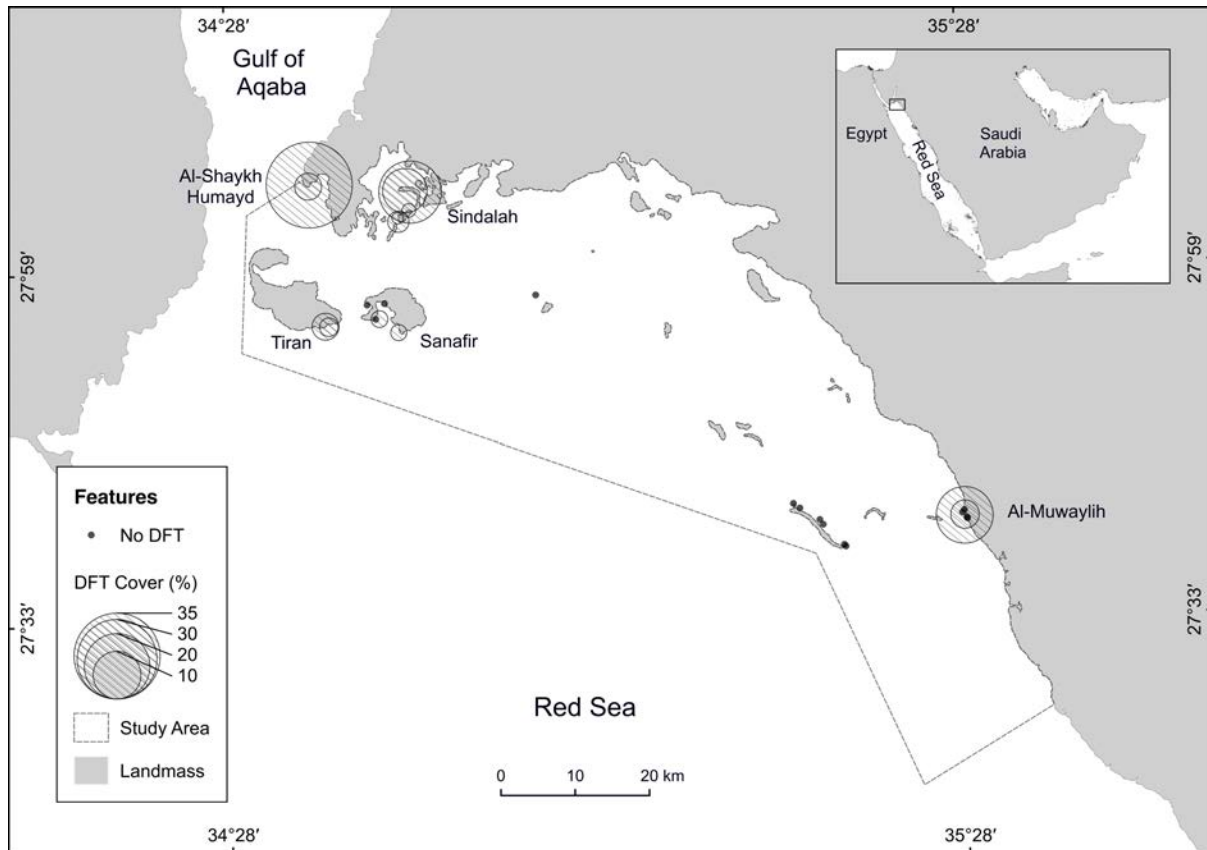 34°28′
35°28′
Gulf of
Aqaba
Egypt
Saudi
Arabia
Red Sea
Al-Shaykh
Humayd
Sindalah
27°59′
27°59′
Tiran
Sanafir
Features
No DFT
DFT Cover (%)
35
30
20
10
Study Area
Landmass
Al-Muwaylih
27°33′
27°33′
Red Sea
0 10 20 km
34°28′
35°28′